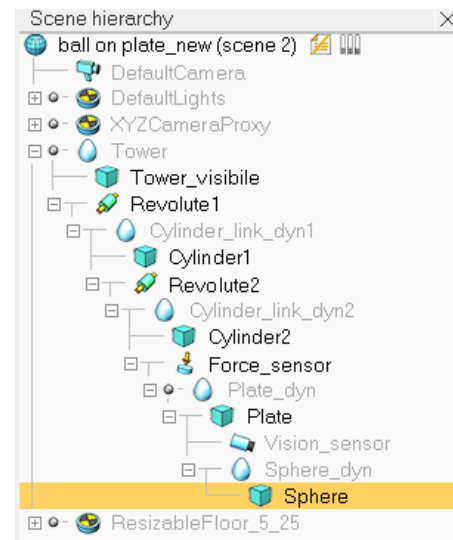 Scene hierarchy
ball on plate_new (scene 2)
DefaultCamera
DefaultLights
XYZCameraProxy
Tower
Tower_visibile
Revolute1
Cylinder_link_dyn1
Cylinder1
Revolute2
Cylinder_link_dyn2
Cylinder2
Force_sensor
Plate_dyn
Plate
Vision_sensor
Sphere_dyn
Sphere
ResizableFloor_5_25